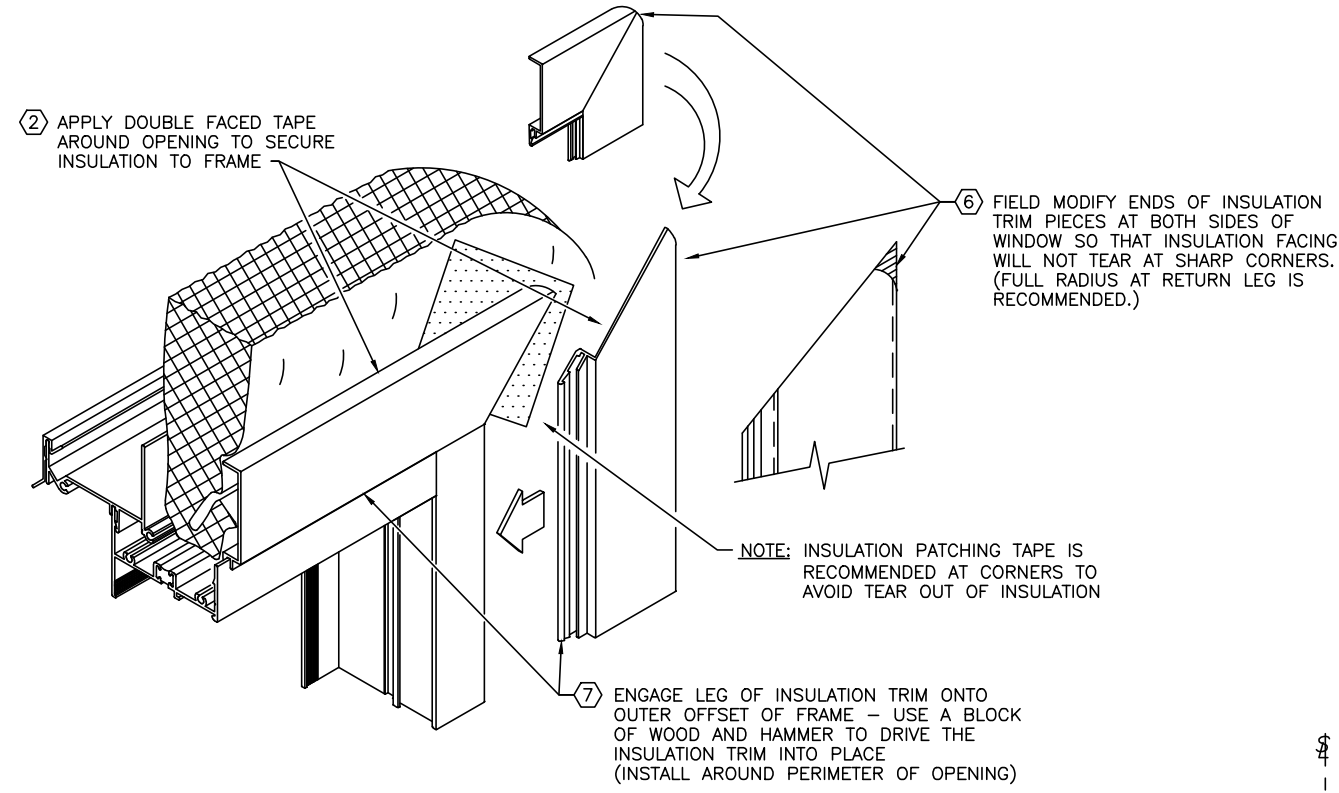 2 APPLY DOUBLE FACED TAPE
AROUND OPENING TO SECURE
INSULATION TO FRAME
6 FIELD MODIFY ENDS OF INSULATION
TRIM PIECES AT BOTH SIDES OF
WINDOW SO THAT INSULATION FACING
WILL NOT TEAR AT SHARP CORNERS.
(FULL RADIUS AT RETURN LEG IS
RECOMMENDED.)
NOTE: INSULATION PATCHING TAPE IS
RECOMMENDED AT CORNERS TO
AVOID TEAR OUT OF INSULATION
7 ENGAGE LEG OF INSULATION TRIM ONTO
OUTER OFFSET OF FRAME – USE A BLOCK
OF WOOD AND HAMMER TO DRIVE THE
INSULATION TRIM INTO PLACE
(INSTALL AROUND PERIMETER OF OPENING)